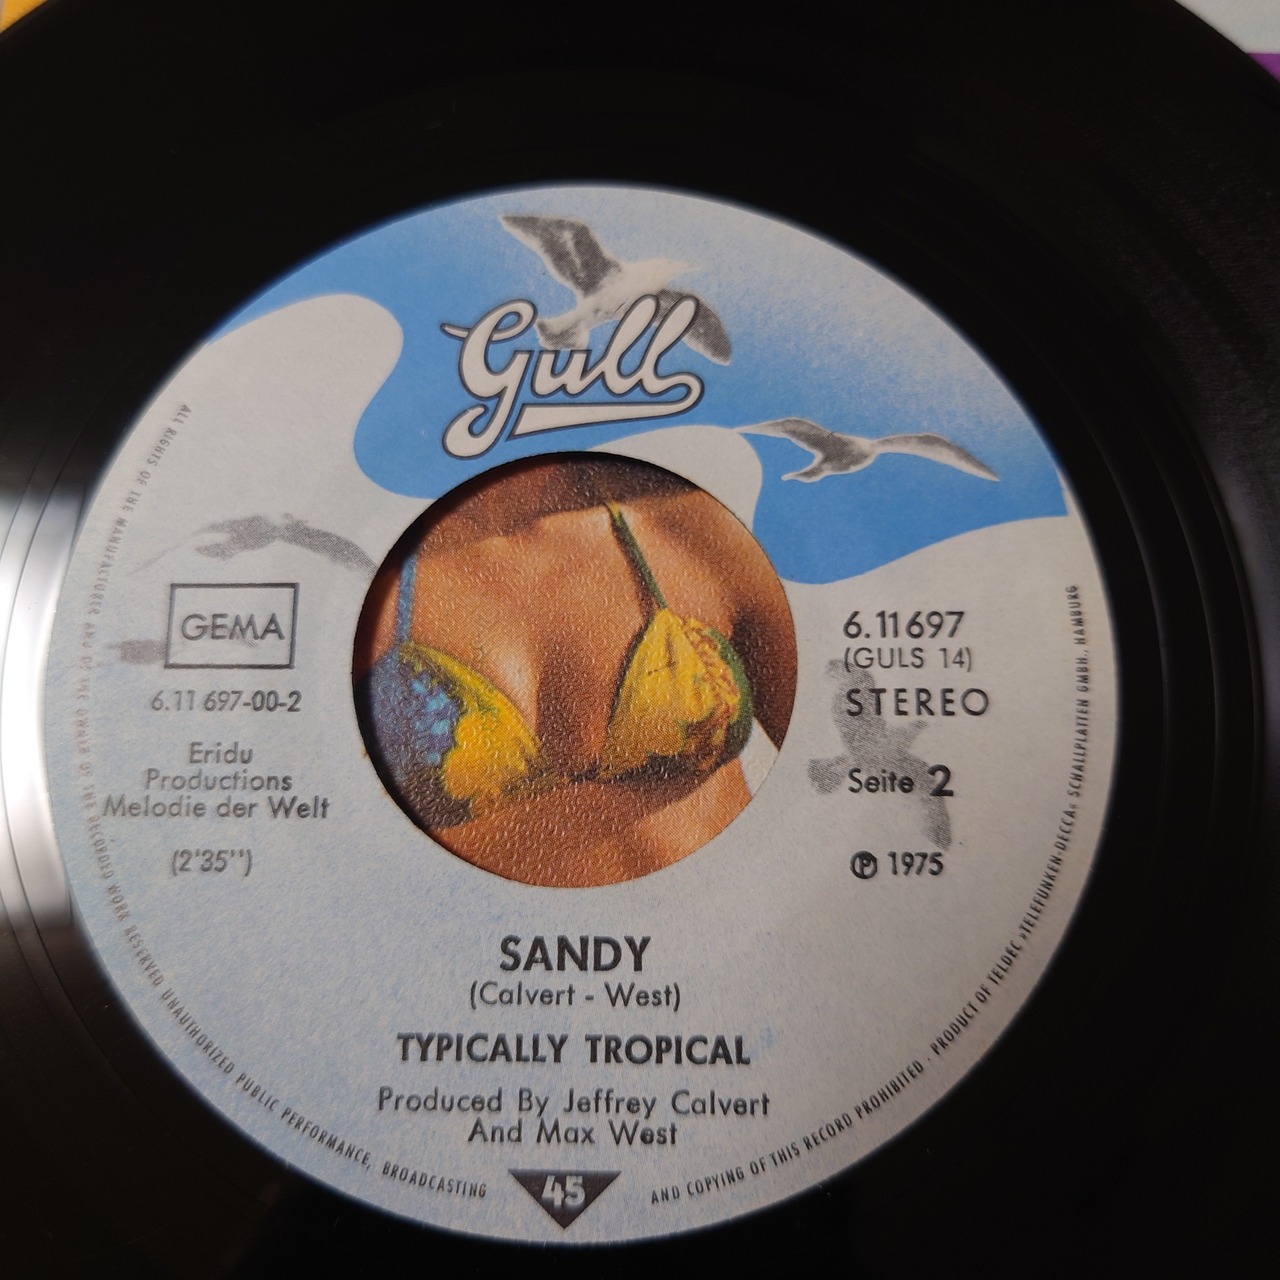 Gull
GEMA
6.11 697-00-2
Eridu
Productions
Melodie der Welt
(2'35'')
6.11697
(GULS 14)
STEREO
Seite 2
℗ 1975
SANDY
(Calvert - West)
TYPICALLY TROPICAL
Produced By Jeffrey Calvert
And Max West
45
ALL RIGHTS OF THE MANUFACTURER AND OF THE OWNER OF THE RECORDED WORK RESERVED UNAUTHORIZED PUBLIC PERFORMANCE, BROADCASTING AND COPYING OF THIS RECORD PROHIBITED . PRODUCT OF TELDEC »TELEFUNKEN-DECCA« SCHALLPLATTEN GMBH., HAMBURG